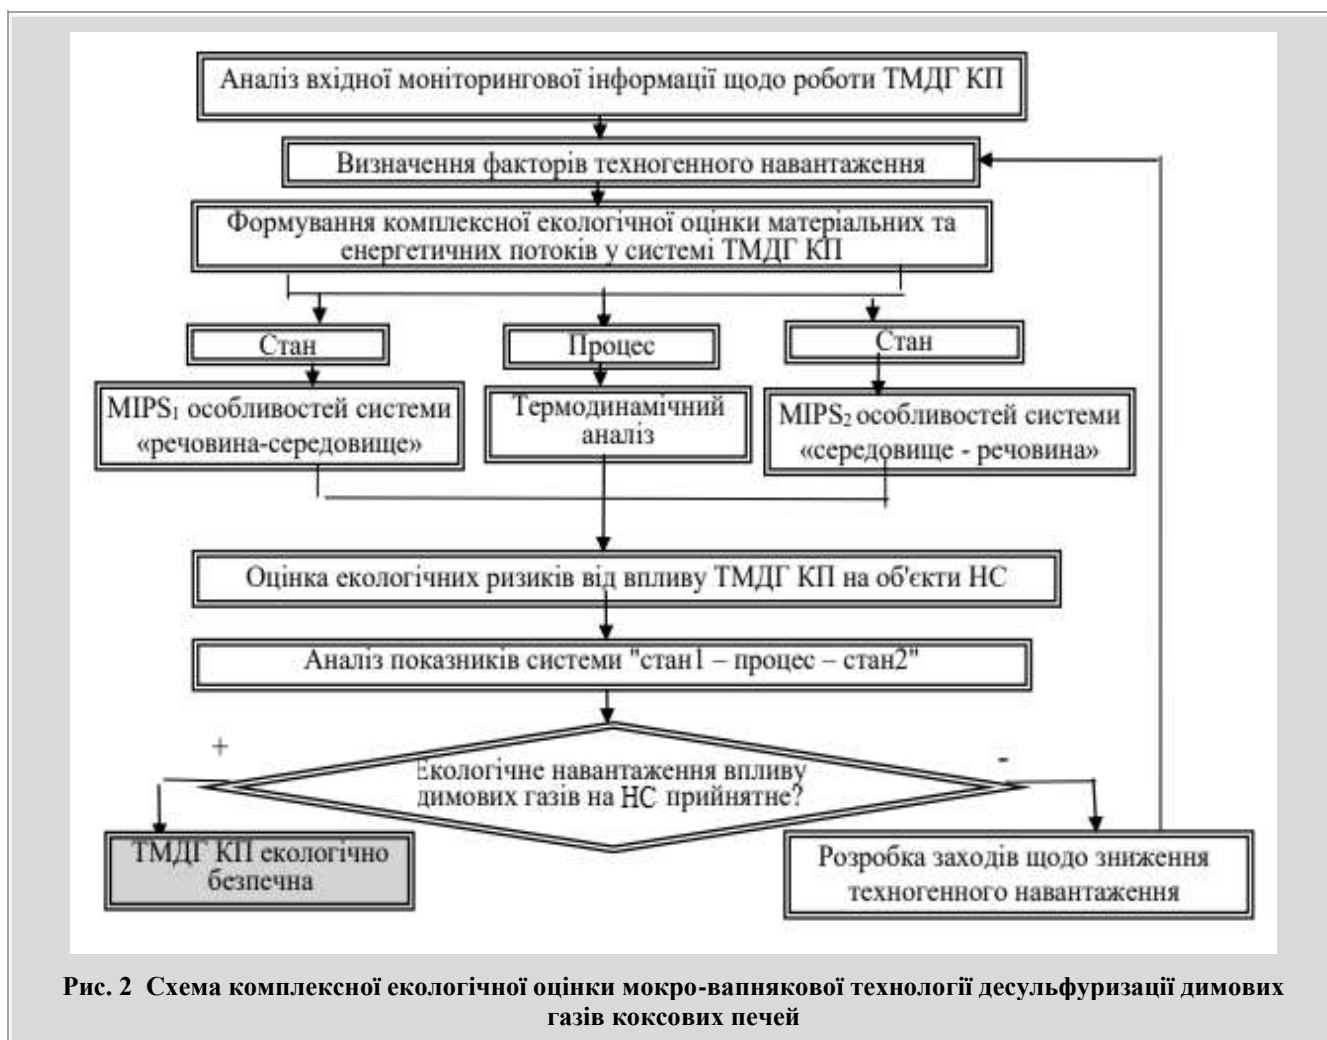 Аналіз вхідної моніторингової інформації щодо роботи ТМДГ КП
Визначення факторів техногенного навантаження
Формування комплексної екологічної оцінки матеріальних та
енергетичних потоків у системі ТМДГ КП
Стан
Процес
Стан
MIPS₁ особливостей системи
«речовина-середовище»
Термодинамічний
аналіз
MIPS₂ особливостей системи
«середовище - речовина»
Оцінка екологічних ризиків від впливу ТМДГ КП на об'єкти НС
Аналіз показників системи "стан1 – процес – стан2"
+
-
Екологічне навантаження впливу
димових газів на НС прийнятне?
ТМДГ КП екологічно
безпечна
Розробка заходів щодо зниження
техногенного навантаження
Рис. 2 Схема комплексної екологічної оцінки мокро-вапнякової технології десульфуризації димових
газів коксових печей